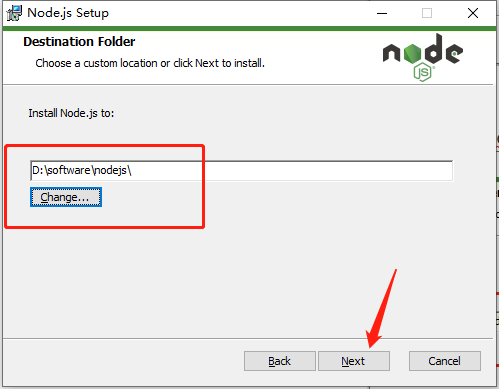 Node.js Setup
Destination Folder
Choose a custom location or click Next to install.
node
JS
Install Node.js to:
D:\software\nodejs\
Change...
Back
Next
Cancel